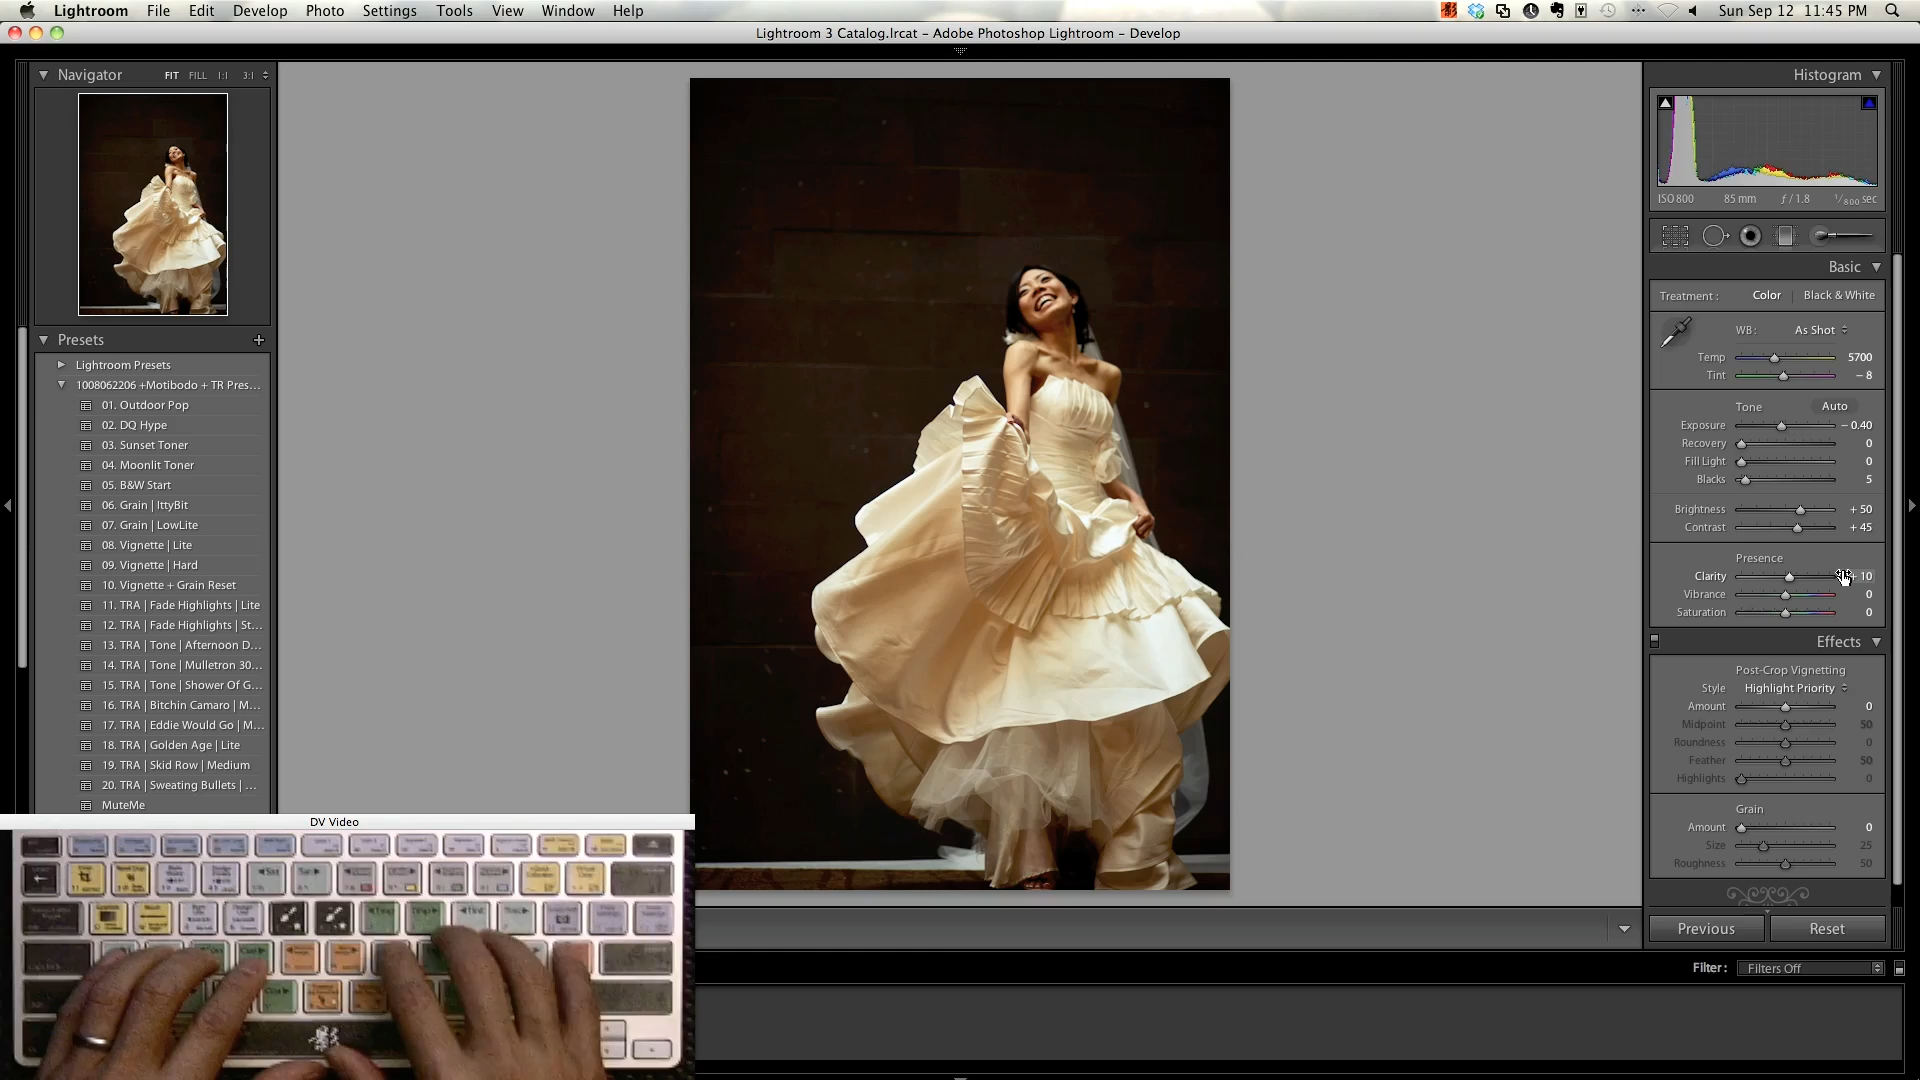 Lightroom File Edit Develop Photo Settings Tools View Window Help Sun Sep 12 11:45 PM
Lightroom 3 Catalog.lrcat – Adobe Photoshop Lightroom – Develop
Navigator FIT FILL 1:1 3:1
Presets +
Lightroom Presets
1008062206 +Motibodo + TR Pres...
01. Outdoor Pop
02. DQ Hype
03. Sunset Toner
04. Moonlit Toner
05. B&W Start
06. Grain | IttyBit
07. Grain | LowLite
08. Vignette | Lite
09. Vignette | Hard
10. Vignette + Grain Reset
11. TRA | Fade Highlights | Lite
12. TRA | Fade Highlights | St...
13. TRA | Tone | Afternoon D...
14. TRA | Tone | Mulletron 30...
15. TRA | Tone | Shower Of G...
16. TRA | Bitchin Camaro | M...
17. TRA | Eddie Would Go | M...
18. TRA | Golden Age | Lite
19. TRA | Skid Row | Medium
20. TRA | Sweating Bullets | ...
MuteMe
DV Video
Histogram
ISO 800 85 mm ƒ / 1.8 1/800 sec
Basic
Treatment : Color | Black & White
WB : As Shot
Temp 5700
Tint – 8
Tone Auto
Exposure – 0.40
Recovery 0
Fill Light 0
Blacks 5
Brightness + 50
Contrast + 45
Presence
Clarity + 10
Vibrance 0
Saturation 0
Effects
Post-Crop Vignetting
Style Highlight Priority
Amount 0
Midpoint 50
Roundness 0
Feather 50
Highlights 0
Grain
Amount 0
Size 25
Roughness 50
Previous Reset
Filter : Filters Off